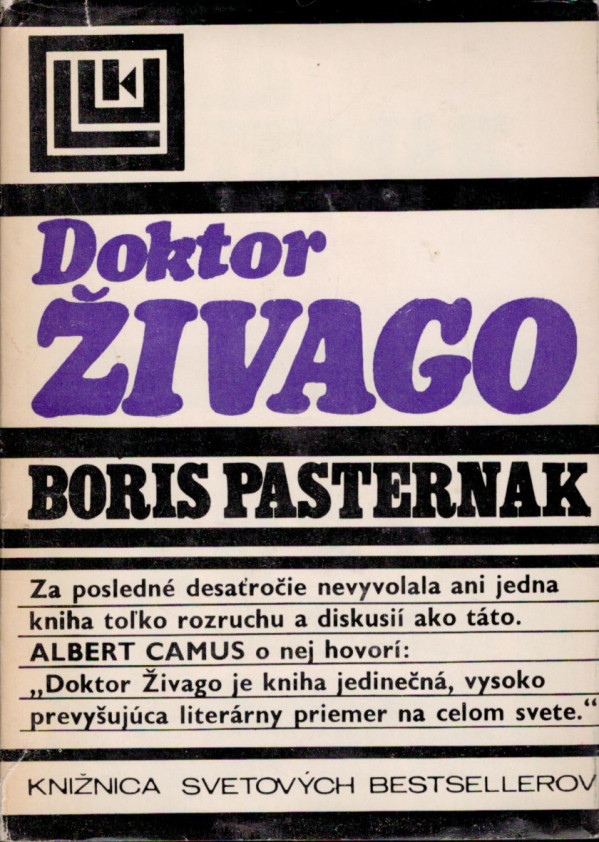 Doktor
ŽIVAGO
BORIS PASTERNAK
Za posledné desaťročie nevyvolala ani jedna
kniha toľko rozruchu a diskusií ako táto.
ALBERT CAMUS o nej hovorí:
„Doktor Živago je kniha jedinečná, vysoko
prevyšujúca literárny priemer na celom svete.“
KNIŽNICA SVETOVÝCH BESTSELLEROV